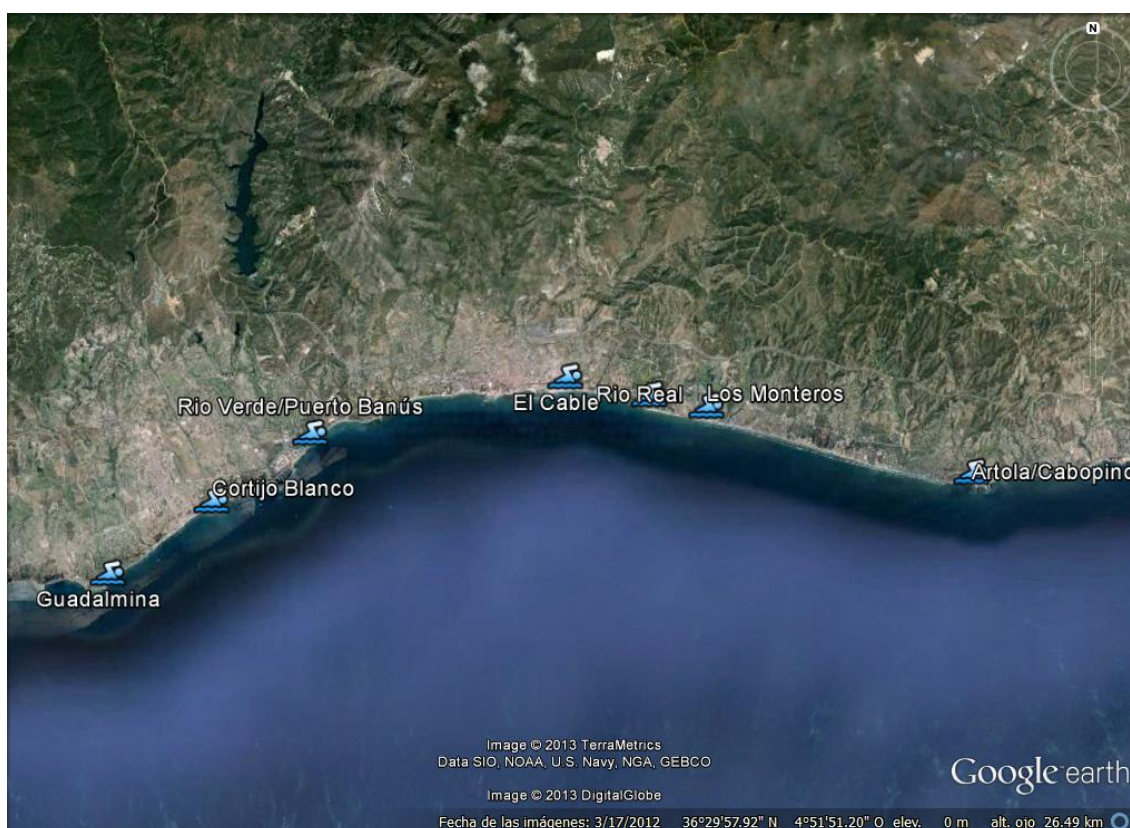 N
Rio Verde/Puerto Banús
El Cable
Rio Real
Los Monteros
Cortijo Blanco
Artola/Cabopino
Guadalmina
Image © 2013 TerraMetrics
Data SIO, NOAA, U.S. Navy, NGA, GEBCO
Image © 2013 DigitalGlobe
Google earth
Fecha de las imágenes: 3/17/2012 36°29'57.92" N 4°51'51.20" O elev. 0 m alt. ojo 26.49 km